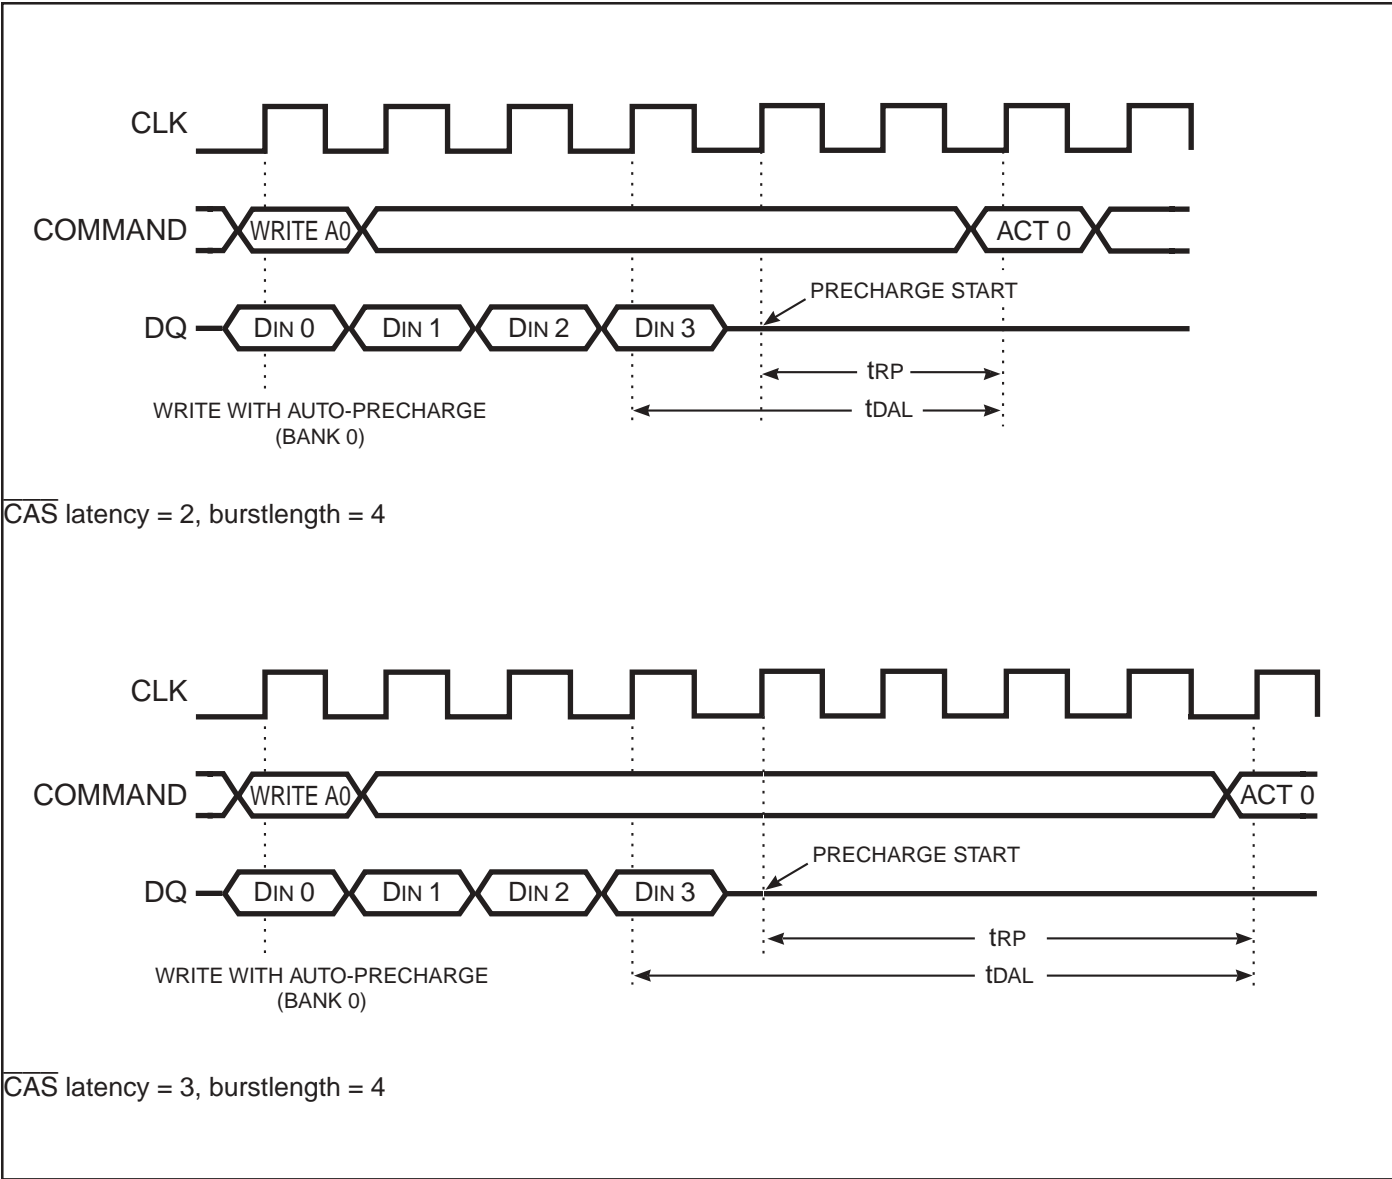 CLK
COMMAND WRITE A0 ACT 0
PRECHARGE START
DQ DIN 0 DIN 1 DIN 2 DIN 3
tRP
WRITE WITH AUTO-PRECHARGE tDAL
(BANK 0)
CAS latency = 2, burstlength = 4
CLK
COMMAND WRITE A0 ACT 0
PRECHARGE START
DQ DIN 0 DIN 1 DIN 2 DIN 3
tRP
WRITE WITH AUTO-PRECHARGE tDAL
(BANK 0)
CAS latency = 3, burstlength = 4